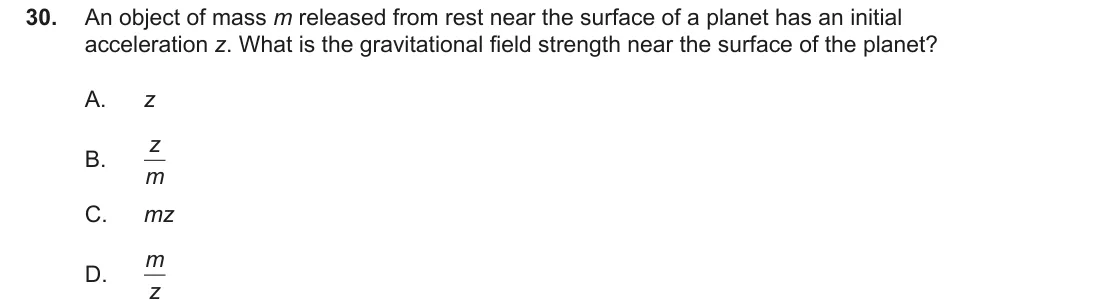 30. An object of mass m released from rest near the surface of a planet has an initial
acceleration z. What is the gravitational field strength near the surface of the planet?
A. z
B. z/m
C. mz
D. m/z